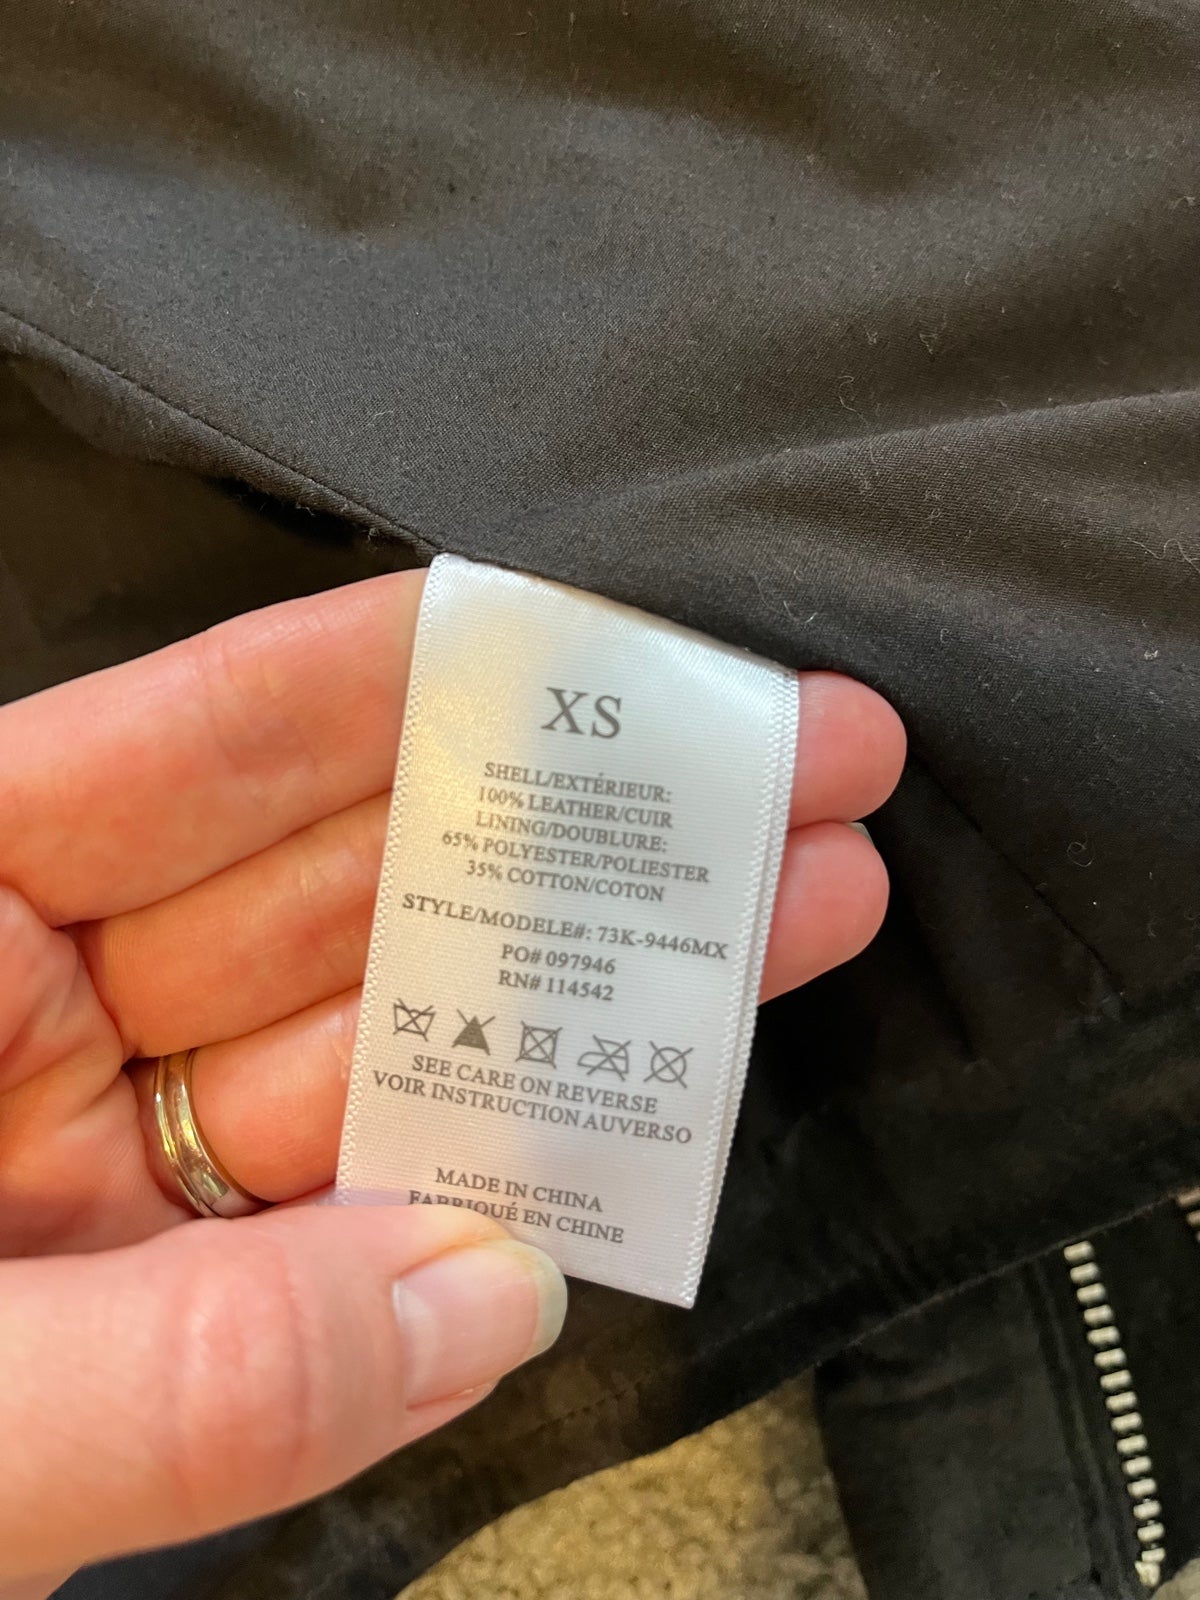 XS
SHELL/EXTÉRIEUR:
100% LEATHER/CUIR
LINING/DOUBLURE:
65% POLYESTER/POLIESTER
35% COTTON/COTON
STYLE/MODELE#: 73K-9446MX
PO# 097946
RN# 114542
SEE CARE ON REVERSE
VOIR INSTRUCTION AUVERSO
MADE IN CHINA
FABRIQUÉ EN CHINE